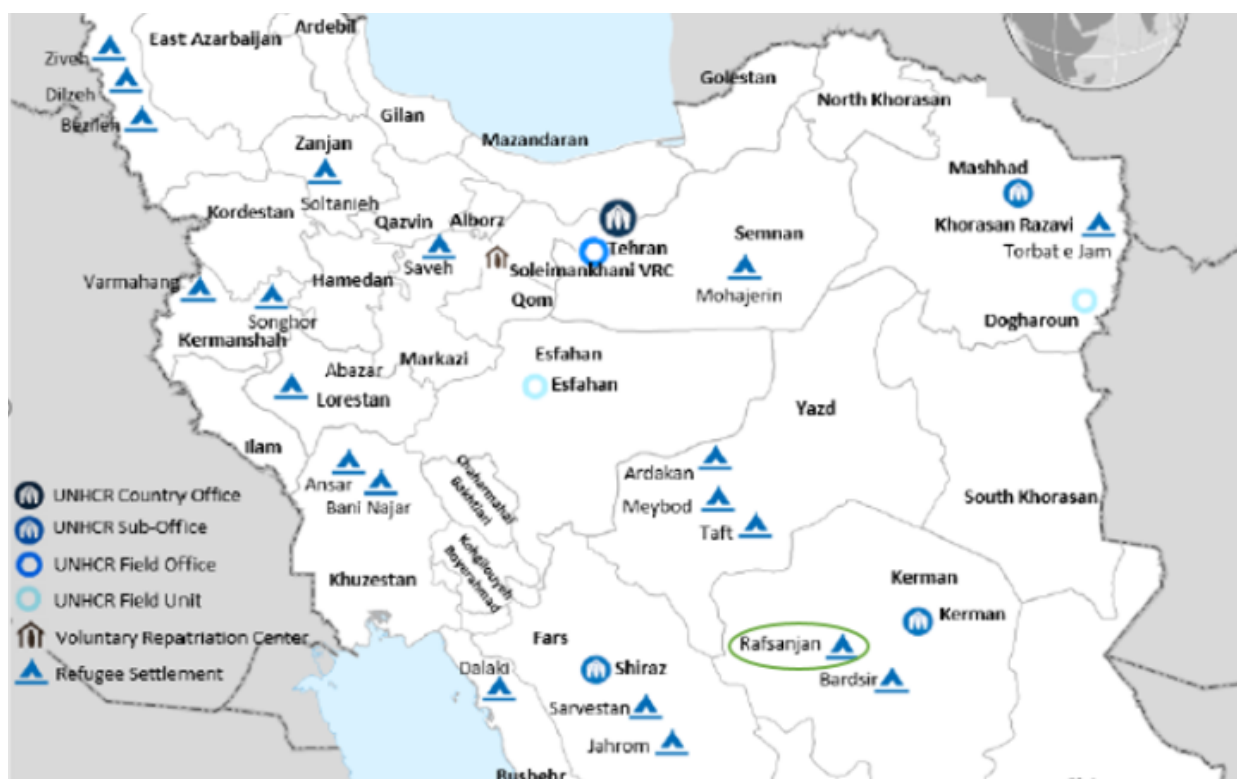 Ardebil
East Azarbaijan
Ziveh
Dilzeh
Bezileh
Golestan
North Khorasan
Gilan
Mazandaran
Zanjan
Soltanieh
Mashhad
Khorasan Razavi
Torbat e Jam
Kordestan
Qazvin
Alborz
Tehran
Semnan
Saveh
Soleimankhani VRC
Mohajerin
Varmahang
Hamedan
Qom
Songhor
Kermanshah
Dogharoun
Markazi
Esfahan
Esfahan
Abazar
Lorestan
Yazd
Ilam
Ardakan
Ansar
Bani Najar
Chaharmahal
Bakhtiari
Meybod
Taft
South Khorasan
UNHCR Country Office
UNHCR Sub-Office
UNHCR Field Office
UNHCR Field Unit
Voluntary Repatriation Center
Refugee Settlement
Khuzestan
Kohgilouyeh
Boyerahmad
Kerman
Kerman
Fars
Rafsanjan
Dalaki
Shiraz
Bardsir
Sarvestan
Jahrom
Bushehr